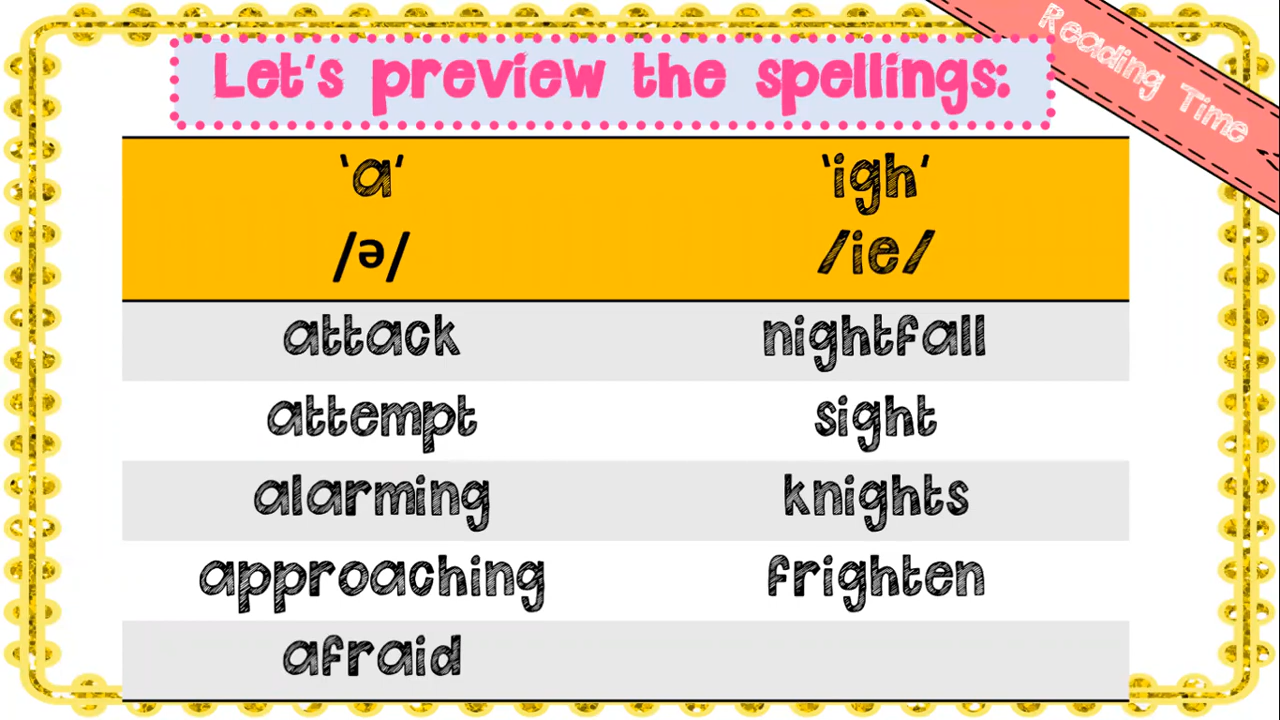 Let's preview the spellings:
Reading Time
'a' 'igh'
/ə/ /ie/
attack nightfall
attempt sight
alarming knights
approaching frighten
afraid